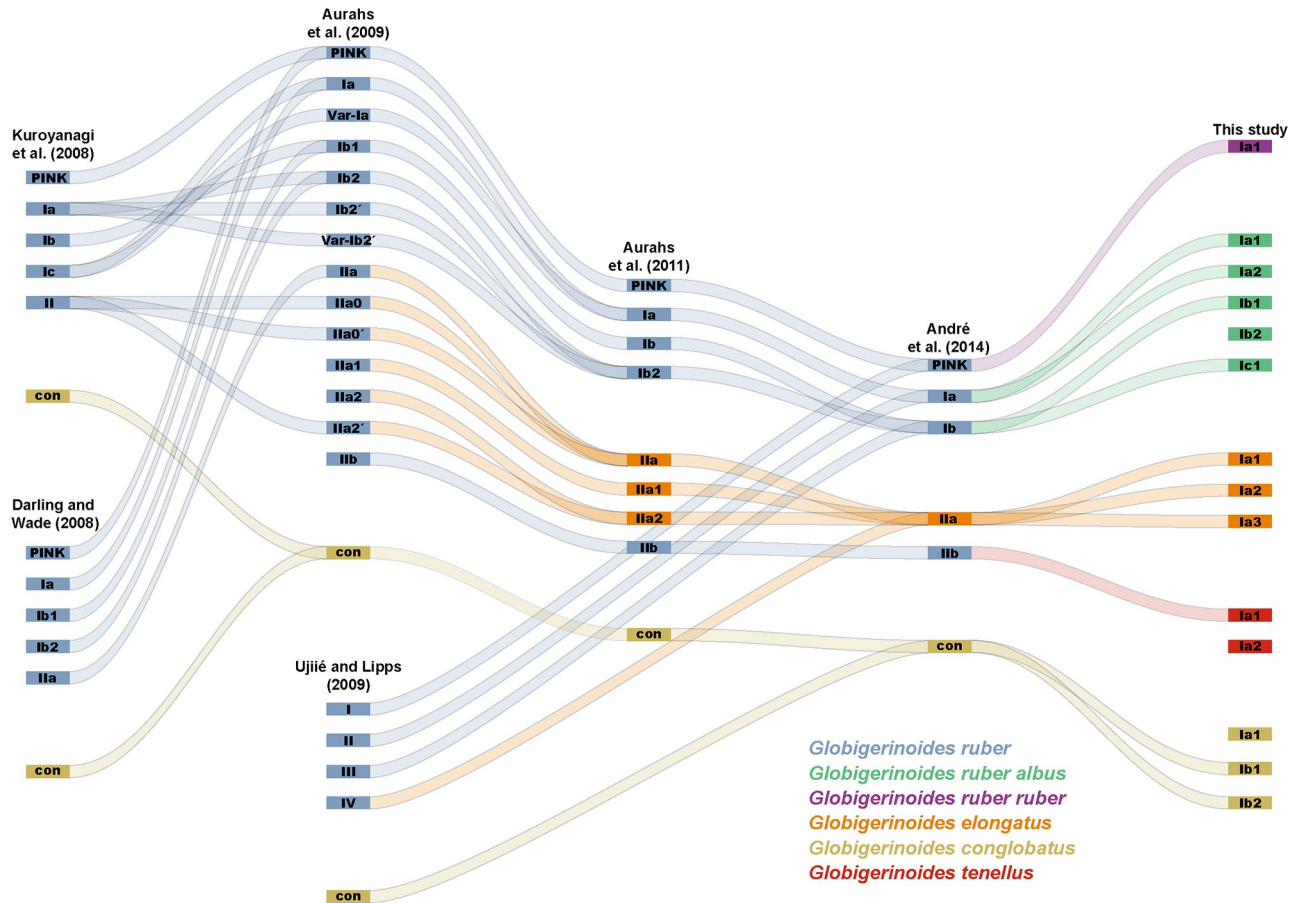 Kuroyanagi
et al. (2008)
PINK
Ia
Ib
Ic
II
con
Darling and
Wade (2008)
PINK
Ia
Ib1
Ib2
IIa
con
Aurahs
et al. (2009)
PINK
Ia
Var-Ia
Ib1
Ib2
Ib2´
Var-Ib2´
IIa
IIa0
IIa0´
IIa1
IIa2
IIa2´
IIb
con
Ujiié and Lipps
(2009)
I
II
III
IV
con
Aurahs
et al. (2011)
PINK
Ia
Ib
Ib2
IIa
IIa1
IIa2
IIb
con
André
et al. (2014)
PINK
Ia
Ib
IIa
IIb
con
This study
Ia1
Ia1
Ia2
Ib1
Ib2
Ic1
Ia1
Ia2
Ia3
Ia1
Ia2
Ia1
Ib1
Ib2
Globigerinoides ruber
Globigerinoides ruber albus
Globigerinoides ruber ruber
Globigerinoides elongatus
Globigerinoides conglobatus
Globigerinoides tenellus